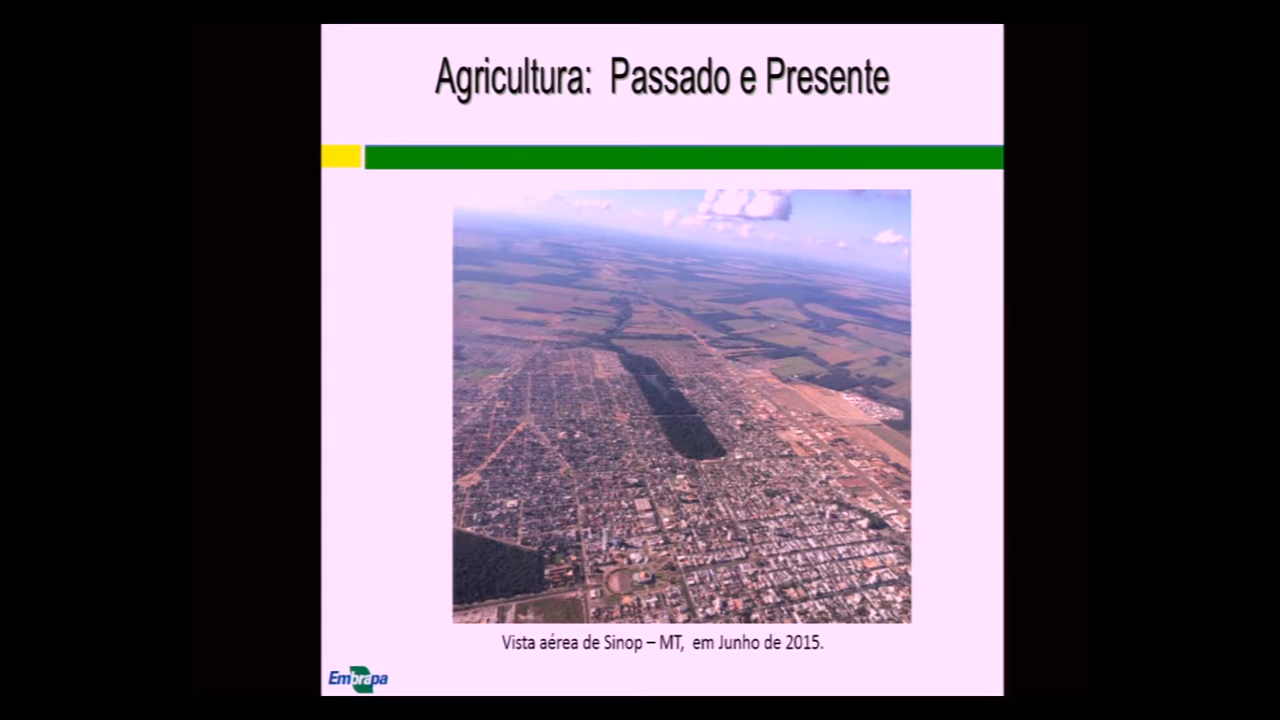 Agricultura: Passado e Presente
Vista aérea de Sinop – MT, em Junho de 2015.
Embrapa